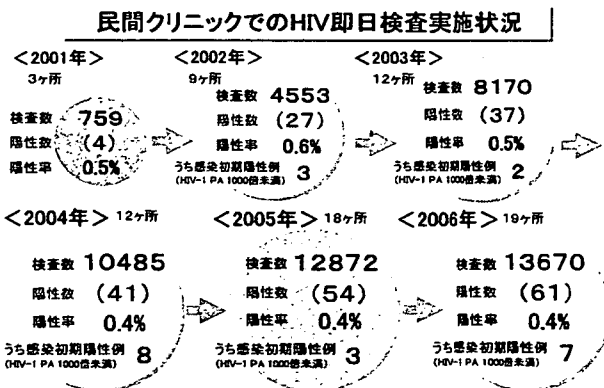 民間クリニックでのHIV即日検査実施状況
＜2001年＞
3ヶ所
検査数 759
陽性数 (4)
陽性率 0.5%
＜2002年＞
9ヶ所
検査数 4553
陽性数 (27)
陽性率 0.6%
うち感染初期陽性例 3
(HIV-1 PA 1000倍未満)
＜2003年＞
12ヶ所
検査数 8170
陽性数 (37)
陽性率 0.5%
うち感染初期陽性例 2
(HIV-1 PA 1000倍未満)
＜2004年＞ 12ヶ所
検査数 10485
陽性数 (41)
陽性率 0.4%
うち感染初期陽性例 8
(HIV-1 PA 1000倍未満)
＜2005年＞ 18ヶ所
検査数 12872
陽性数 (54)
陽性率 0.4%
うち感染初期陽性例 3
(HIV-1 PA 1000倍未満)
＜2006年＞ 19ヶ所
検査数 13670
陽性数 (61)
陽性率 0.4%
うち感染初期陽性例 7
(HIV-1 PA 1000倍未満)